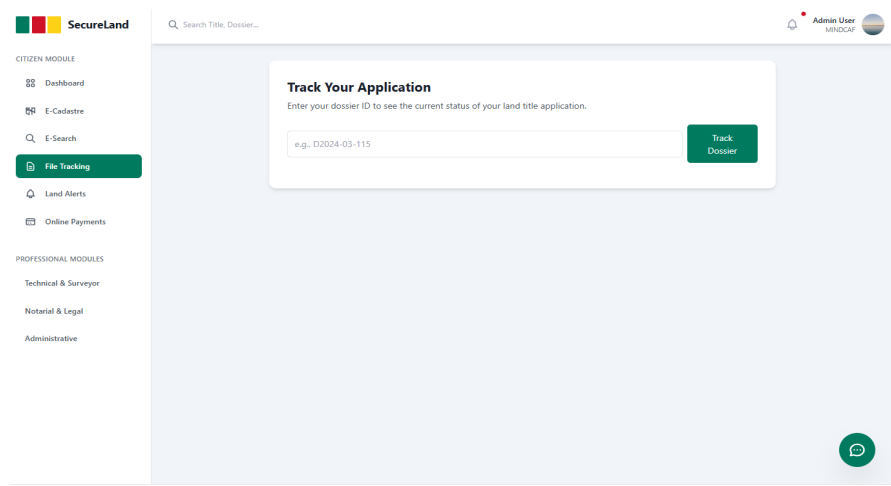 SecureLand
Search Title, Dossier...
Admin User
MINDCAF
CITIZEN MODULE
Dashboard
E-Cadastre
E-Search
File Tracking
Land Alerts
Online Payments
PROFESSIONAL MODULES
Technical & Surveyor
Notarial & Legal
Administrative
Track Your Application
Enter your dossier ID to see the current status of your land title application.
e.g., D2024-03-115
Track
Dossier